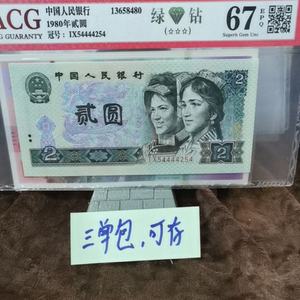 ACG
G GUARANTY
中国人民银行 13658480
1980年贰圆
冠号：IX54444254
绿 钻
(☆☆☆)
67 EPQ
Superb Gem Unc
中国人民银行
2
贰圆
IX54444254
2
2
三单包，可存